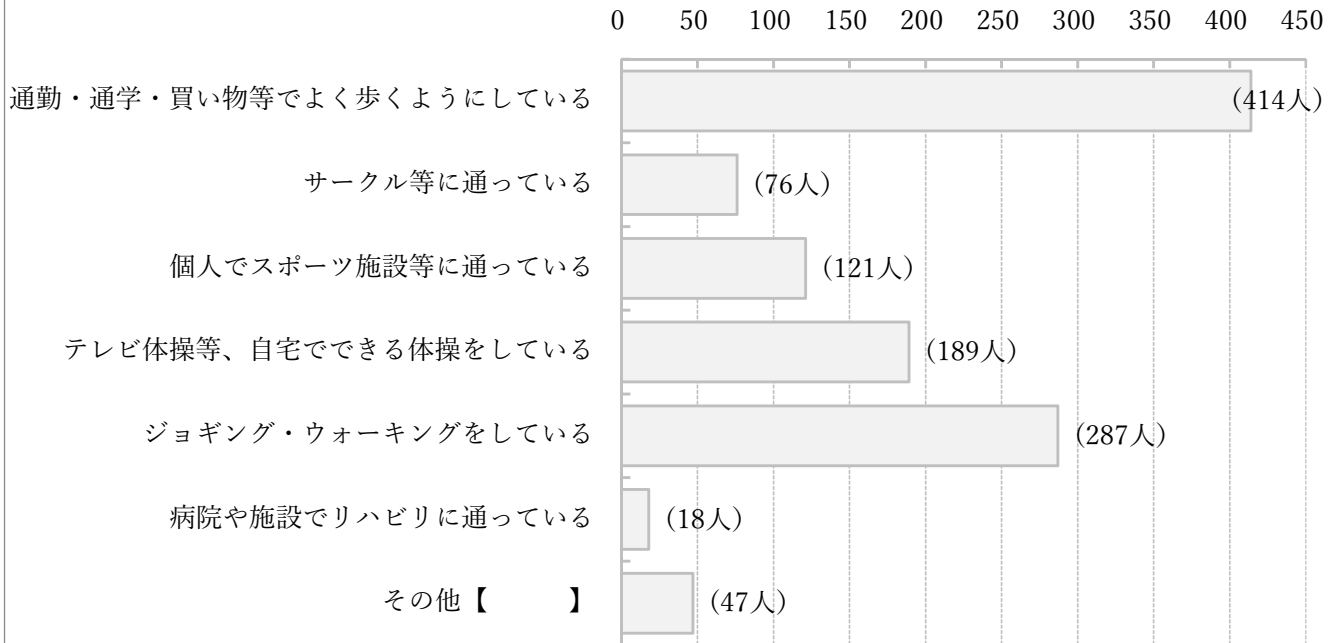 0 50 100 150 200 250 300 350 400 450
通勤・通学・買い物等でよく歩くようにしている (414人)
サークル等に通っている (76人)
個人でスポーツ施設等に通っている (121人)
テレビ体操等、自宅でできる体操をしている (189人)
ジョギング・ウォーキングをしている (287人)
病院や施設でリハビリに通っている (18人)
その他【　　　】 (47人)